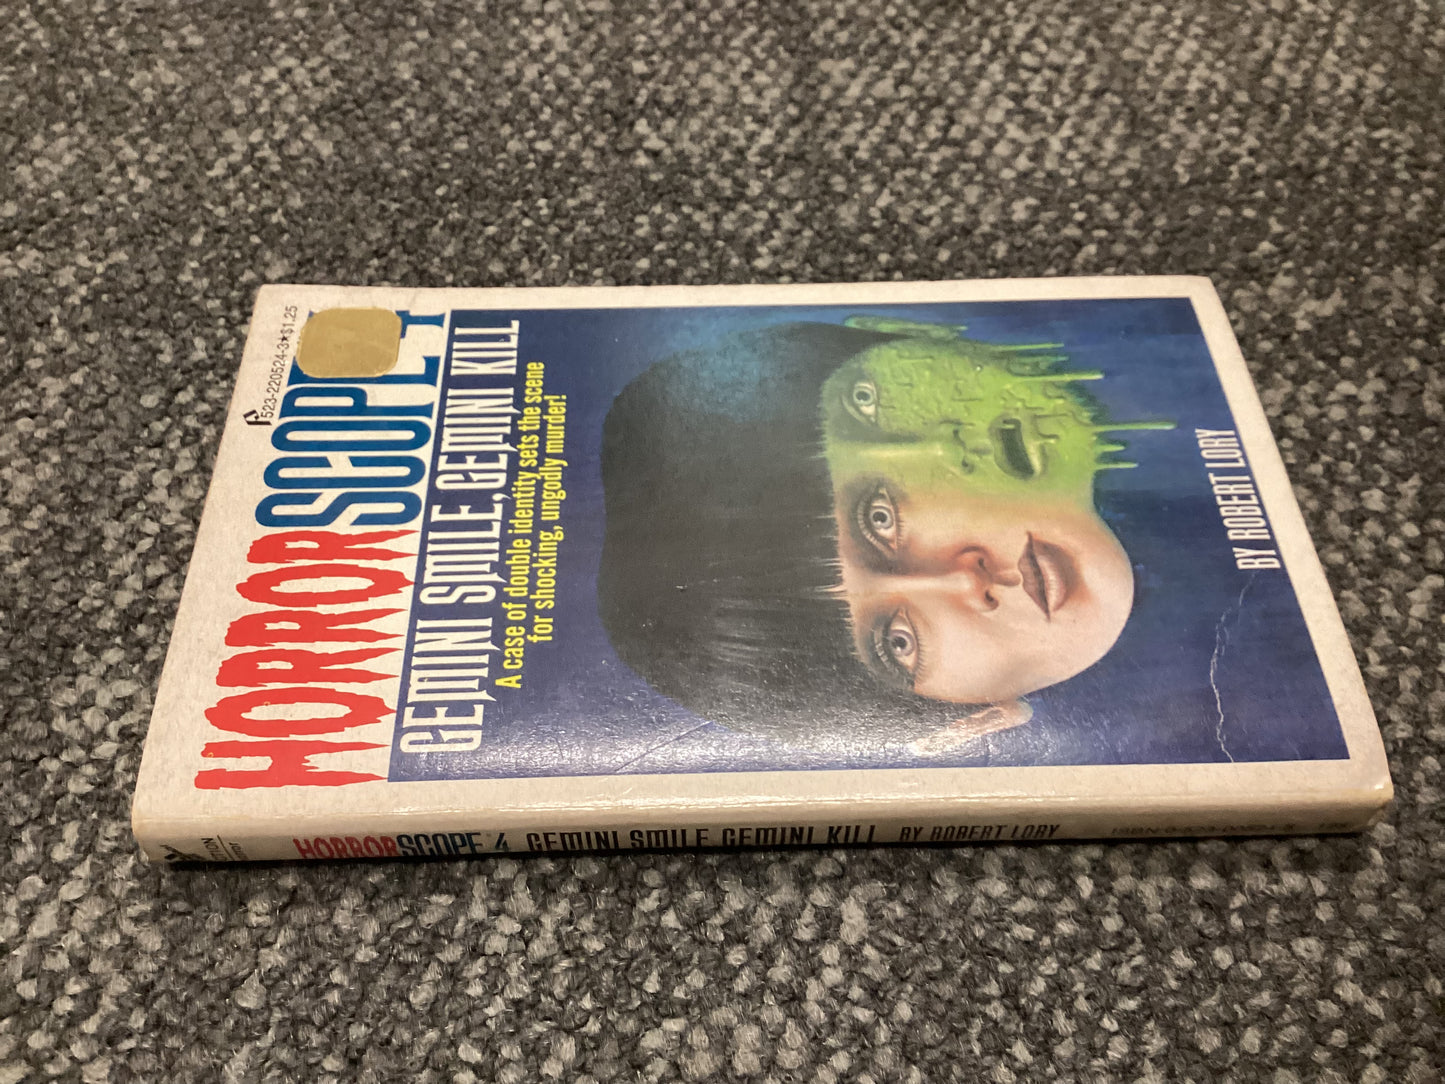 523-220524-3★$1.25
HORRORSCOPE 4
GEMINI SMILE, GEMINI KILL
A case of double identity sets the scene
for shocking, ungodly murder!
BY ROBERT LORY
HORRORSCOPE 4 GEMINI SMILE, GEMINI KILL BY ROBERT LORY